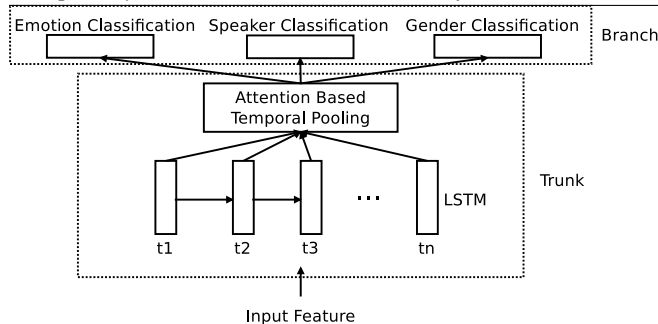 Emotion Classification Speaker Classification Gender Classification
Branch
Attention Based
Temporal Pooling
Trunk
LSTM
...
t1 t2 t3 tn
Input Feature